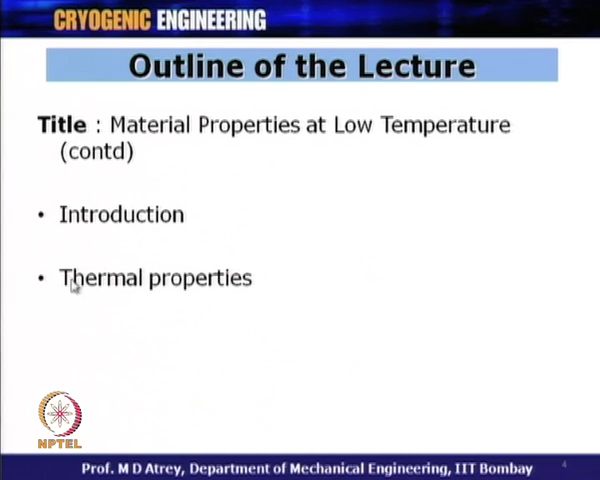 CRYOGENIC ENGINEERING
Outline of the Lecture
Title : Material Properties at Low Temperature
(contd)
• Introduction
• Thermal properties
NPTEL
Prof. M D Atrey, Department of Mechanical Engineering, IIT Bombay
4